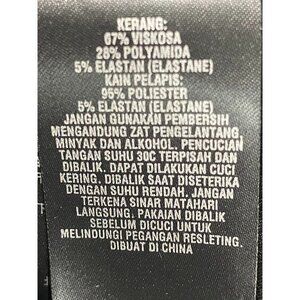 KERANG:
67% VISKOSA
28% POLYAMIDA
5% ELASTAN (ELASTANE)
KAIN PELAPIS:
95% POLIESTER
5% ELASTAN (ELASTANE)
JANGAN GUNAKAN PEMBERSIH
MENGANDUNG ZAT PENGELANTANG,
MINYAK DAN ALKOHOL. PENCUCIAN
TANGAN SUHU 30C TERPISAH DAN
DIBALIK. DAPAT DILAKUKAN CUCI
KERING. DIBALIK SAAT DISETERIKA
DENGAN SUHU RENDAH. JANGAN
TERKENA SINAR MATAHARI
LANGSUNG. PAKAIAN DIBALIK
SEBELUM DICUCI UNTUK
MELINDUNGI PEGANGAN RESLETING.
DIBUAT DI CHINA